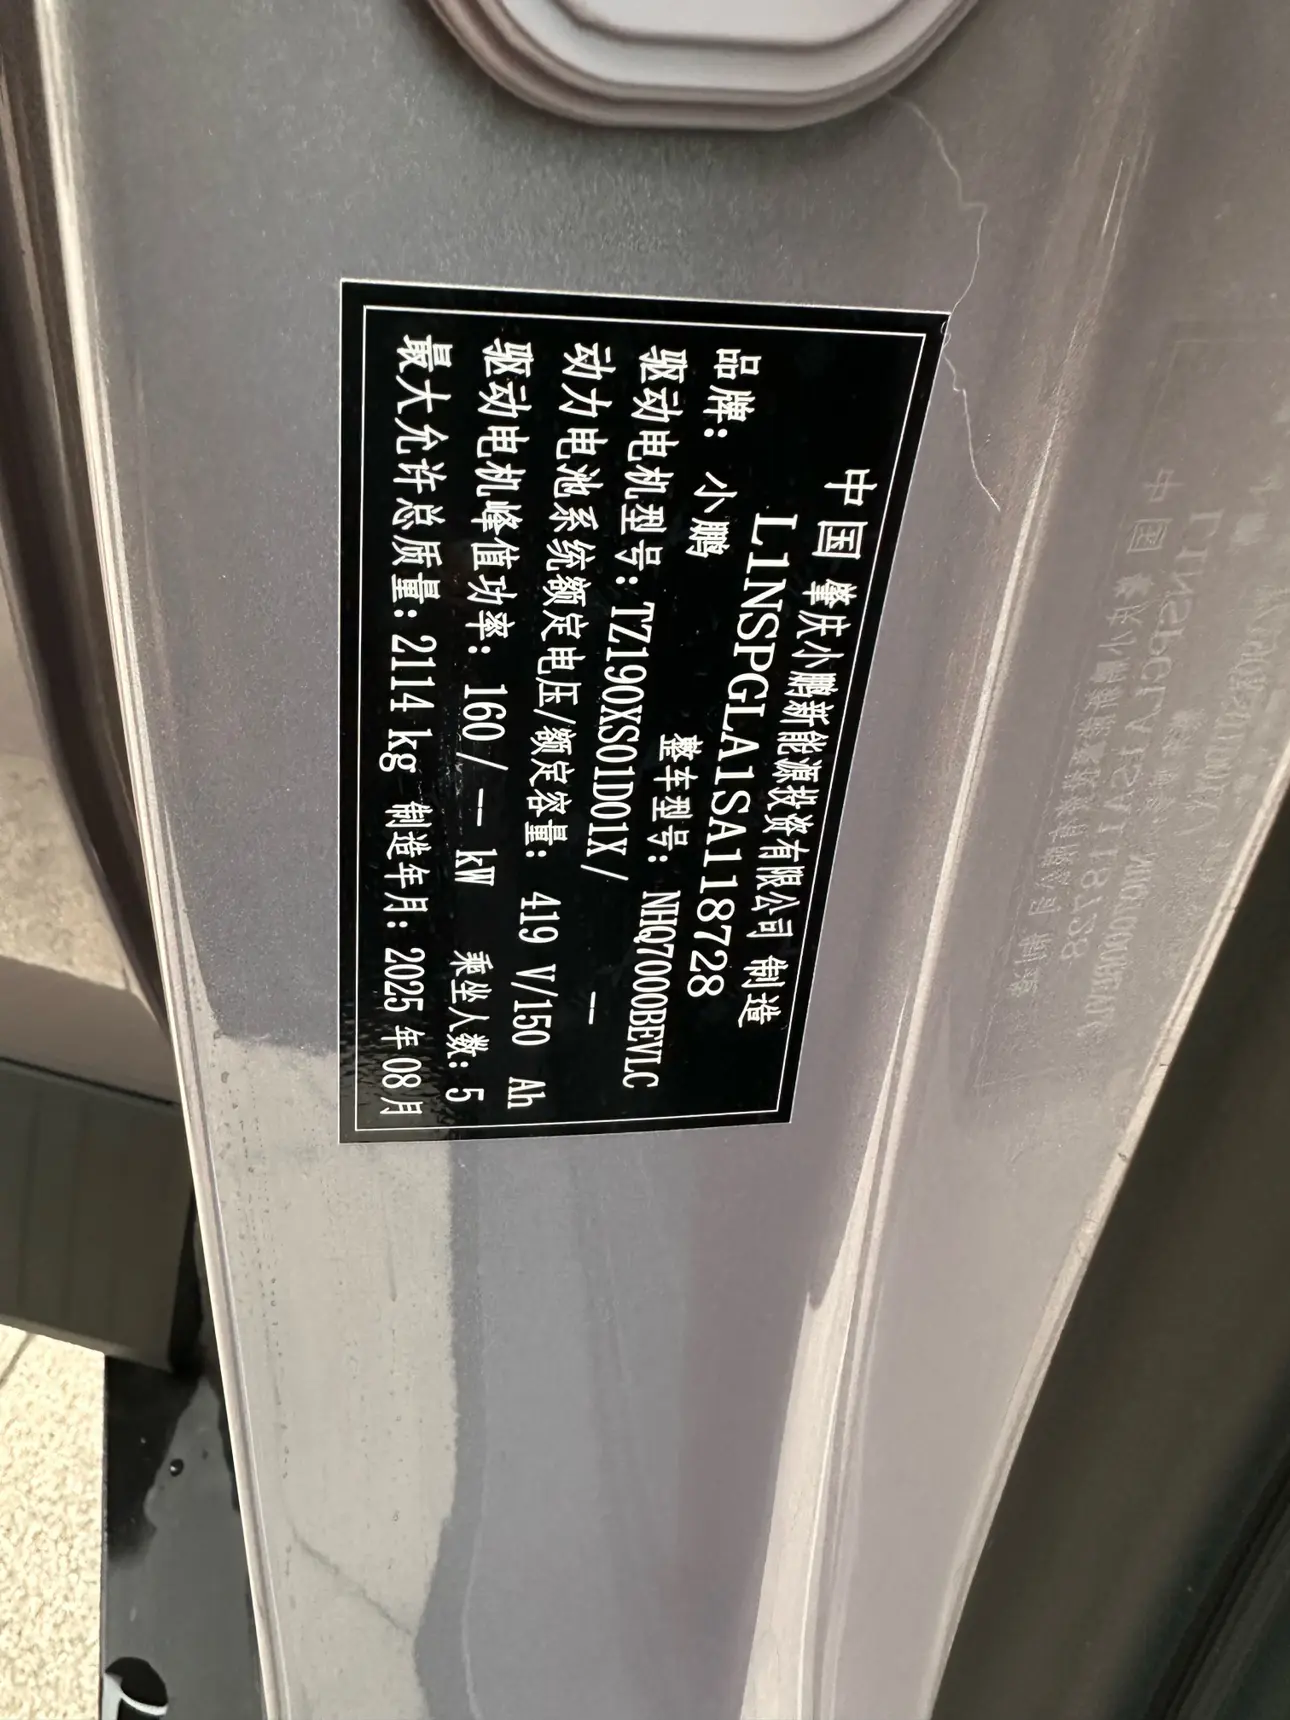 中国 肇庆小鹏新能源投资有限公司 制造
L1NSPGLA1SA118728
品牌: 小鹏 整车型号: NHQ7000BEVLC
驱动电机型号: TZ190XS01D01X/ --
动力电池系统额定电压/额定容量: 419 V/150 Ah
驱动电机峰值功率: 160/ -- kW 乘坐人数: 5
最大允许总质量: 2114 kg 制造年月: 2025 年 08 月